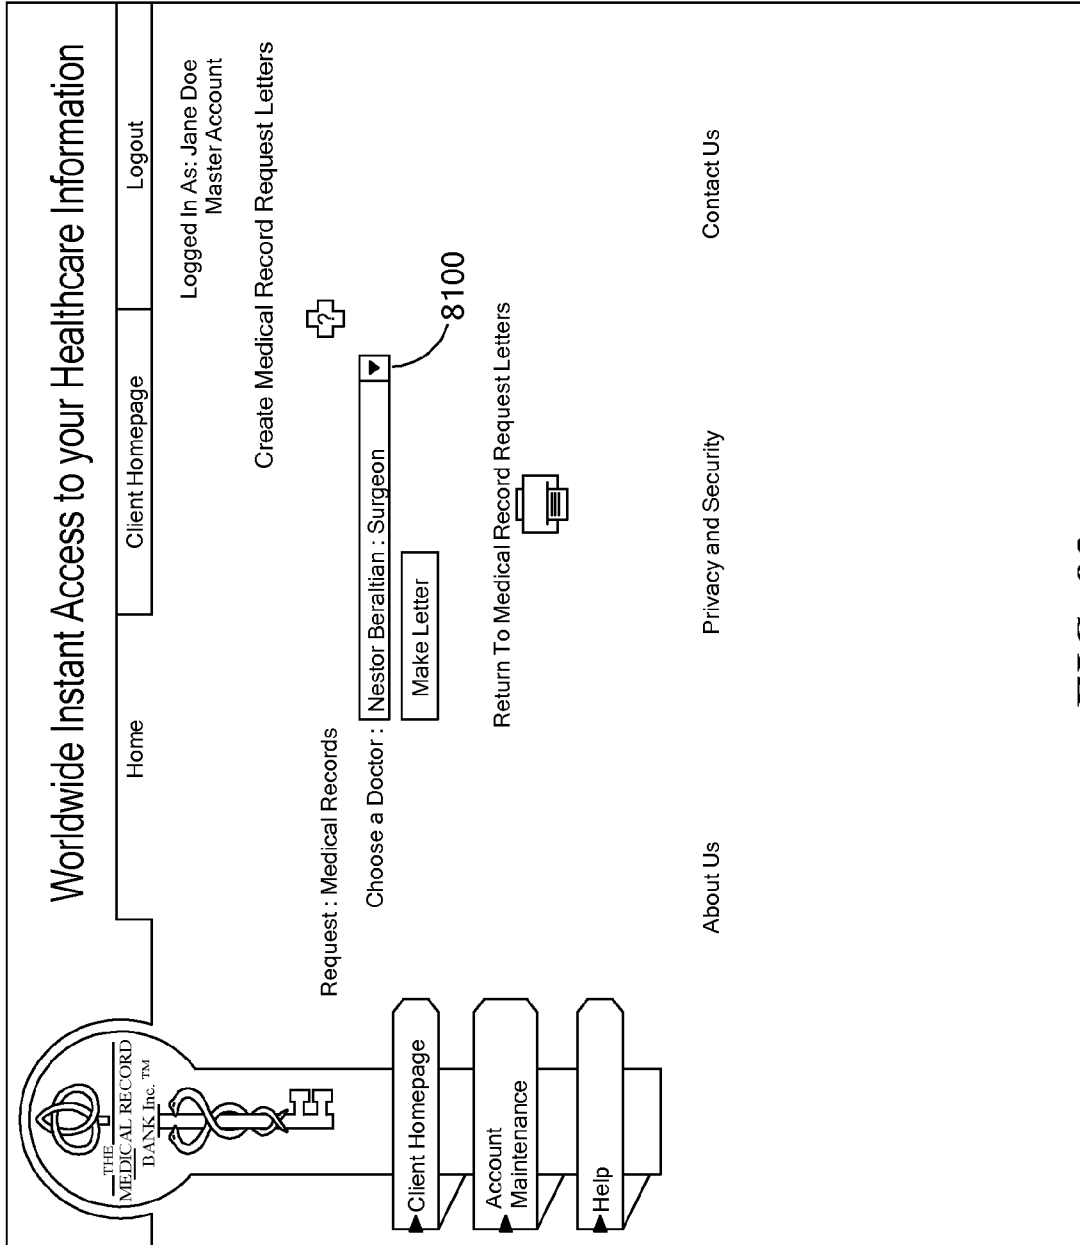 Worldwide Instant Access to your Healthcare Information
THE
MEDICAL RECORD
BANK Inc. ™
Home
Client Homepage
Logout
Logged In As: Jane Doe
Master Account
Create Medical Record Request Letters
Request : Medical Records
?
Choose a Doctor :
Nestor Beraltian : Surgeon
8100
Make Letter
Return To Medical Record Request Letters
Client Homepage
Account
Maintenance
Help
About Us
Privacy and Security
Contact Us